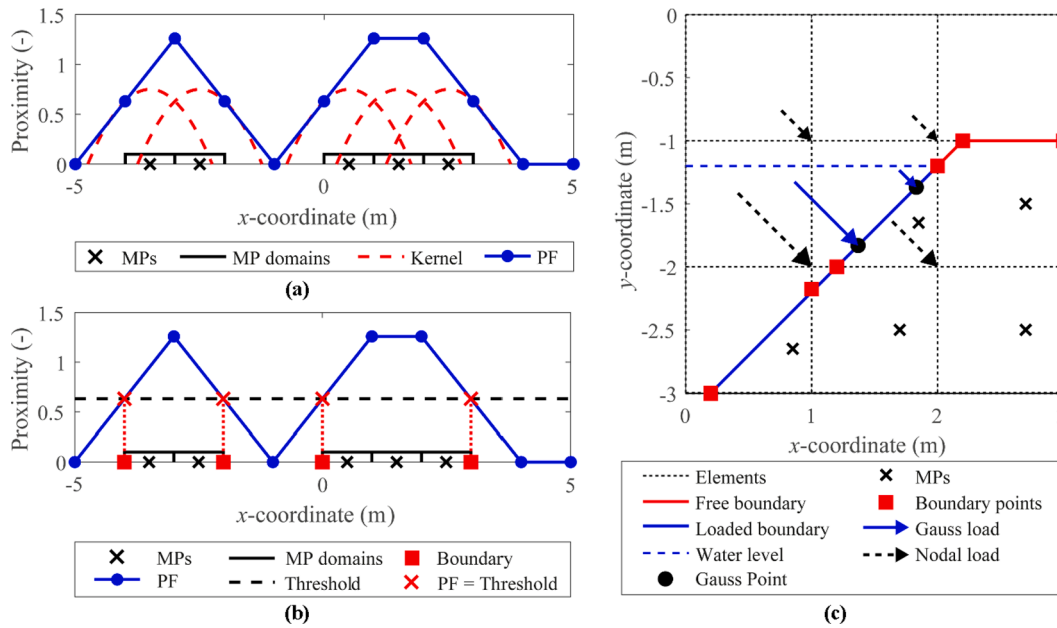 1.5
1
0.5
0
Proximity (-)
-5
0
5
x-coordinate (m)
MPs
MP domains
Kernel
PF
(a)
1.5
1
0.5
0
Proximity (-)
-5
0
5
x-coordinate (m)
MPs
MP domains
Boundary
PF
Threshold
PF = Threshold
(b)
0
-0.5
-1
-1.5
-2
-2.5
-3
y-coordinate (m)
0
1
2
x-coordinate (m)
Elements
MPs
Free boundary
Boundary points
Loaded boundary
Gauss load
Water level
Nodal load
Gauss Point
(c)